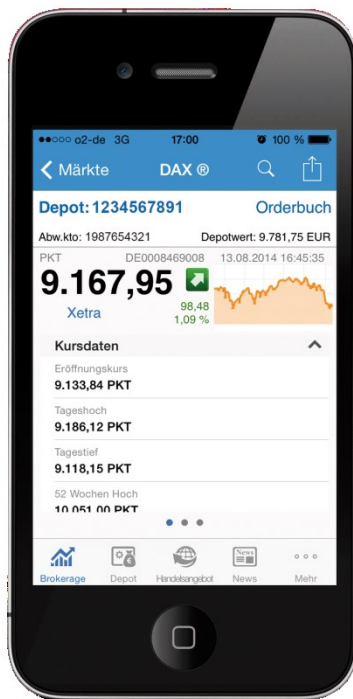 o2-de 3G 17:00 100 %
Märkte DAX ® 
Depot: 1234567891 Orderbuch
Abw.kto: 1987654321 Depotwert: 9.781,75 EUR
PKT DE0008469008 13.08.2014 16:45:35
9.167,95
98,48
Xetra
1,09 %
Kursdaten
Eröffnungskurs
9.133,84 PKT
Tageshoch
9.186,12 PKT
Tagestief
9.118,15 PKT
52 Wochen Hoch
10.051,00 PKT
News
Brokerage Depot Handelsangebot News Mehr